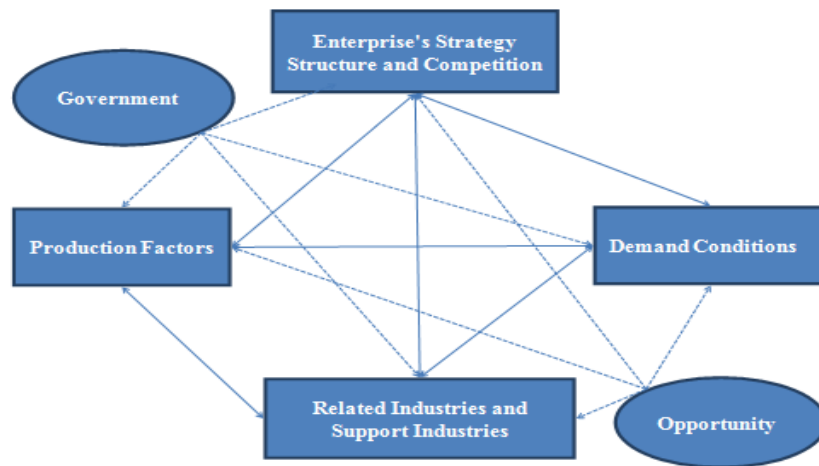 Enterprise's Strategy
Structure and Competition
Government
Production Factors
Demand Conditions
Related Industries and
Support Industries
Opportunity